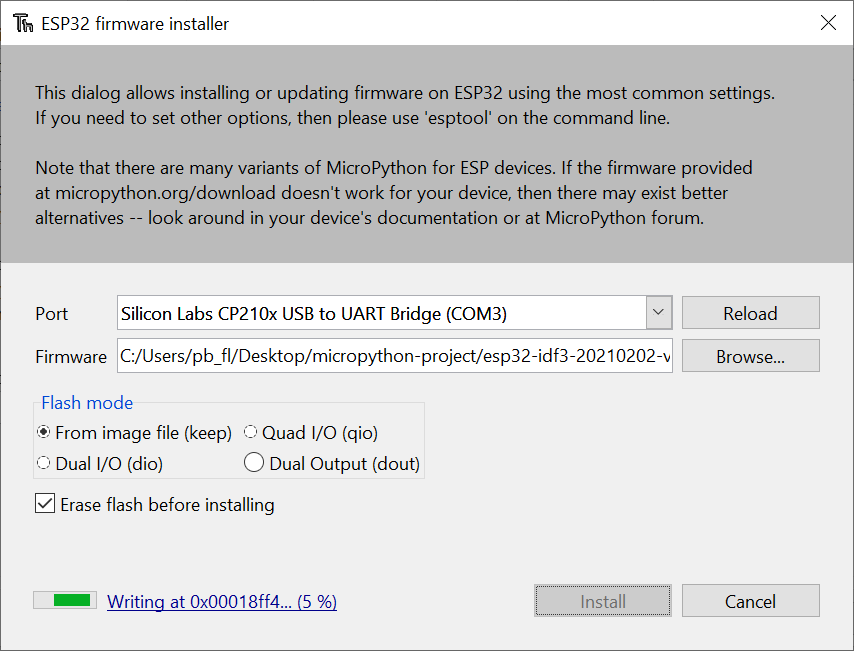 ESP32 firmware installer
This dialog allows installing or updating firmware on ESP32 using the most common settings.
If you need to set other options, then please use 'esptool' on the command line.
Note that there are many variants of MicroPython for ESP devices. If the firmware provided
at micropython.org/download doesn't work for your device, then there may exist better
alternatives -- look around in your device's documentation or at MicroPython forum.
Port Silicon Labs CP210x USB to UART Bridge (COM3) Reload
Firmware C:/Users/pb_fl/Desktop/micropython-project/esp32-idf3-20210202-v Browse...
Flash mode
From image file (keep) Quad I/O (qio)
Dual I/O (dio) Dual Output (dout)
Erase flash before installing
Writing at 0x00018ff4... (5 %) Install Cancel